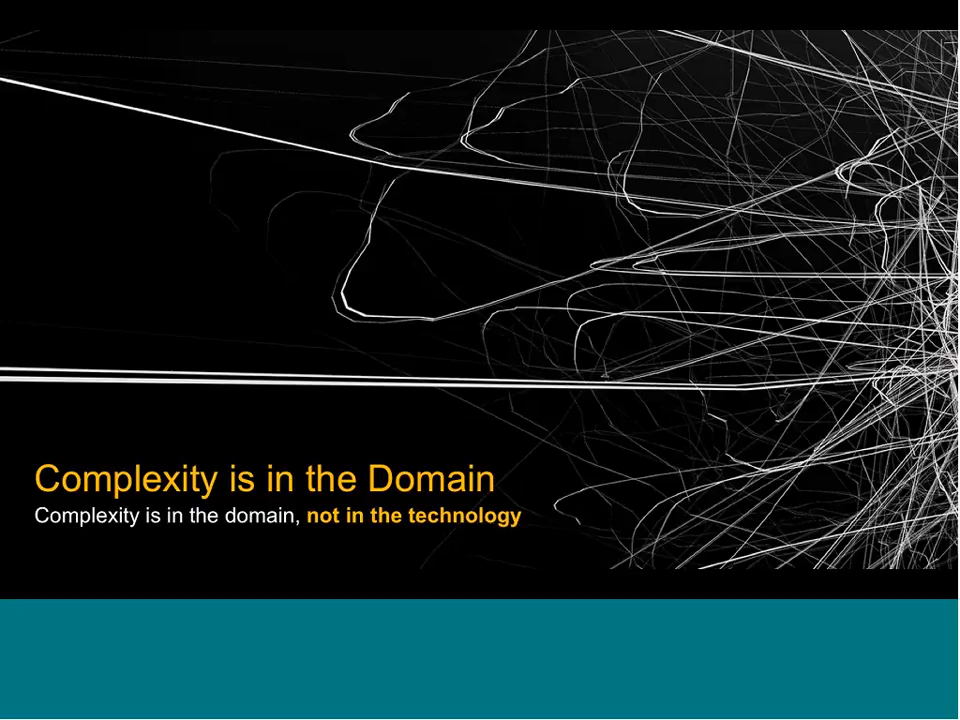 Complexity is in the Domain
Complexity is in the domain, not in the technology